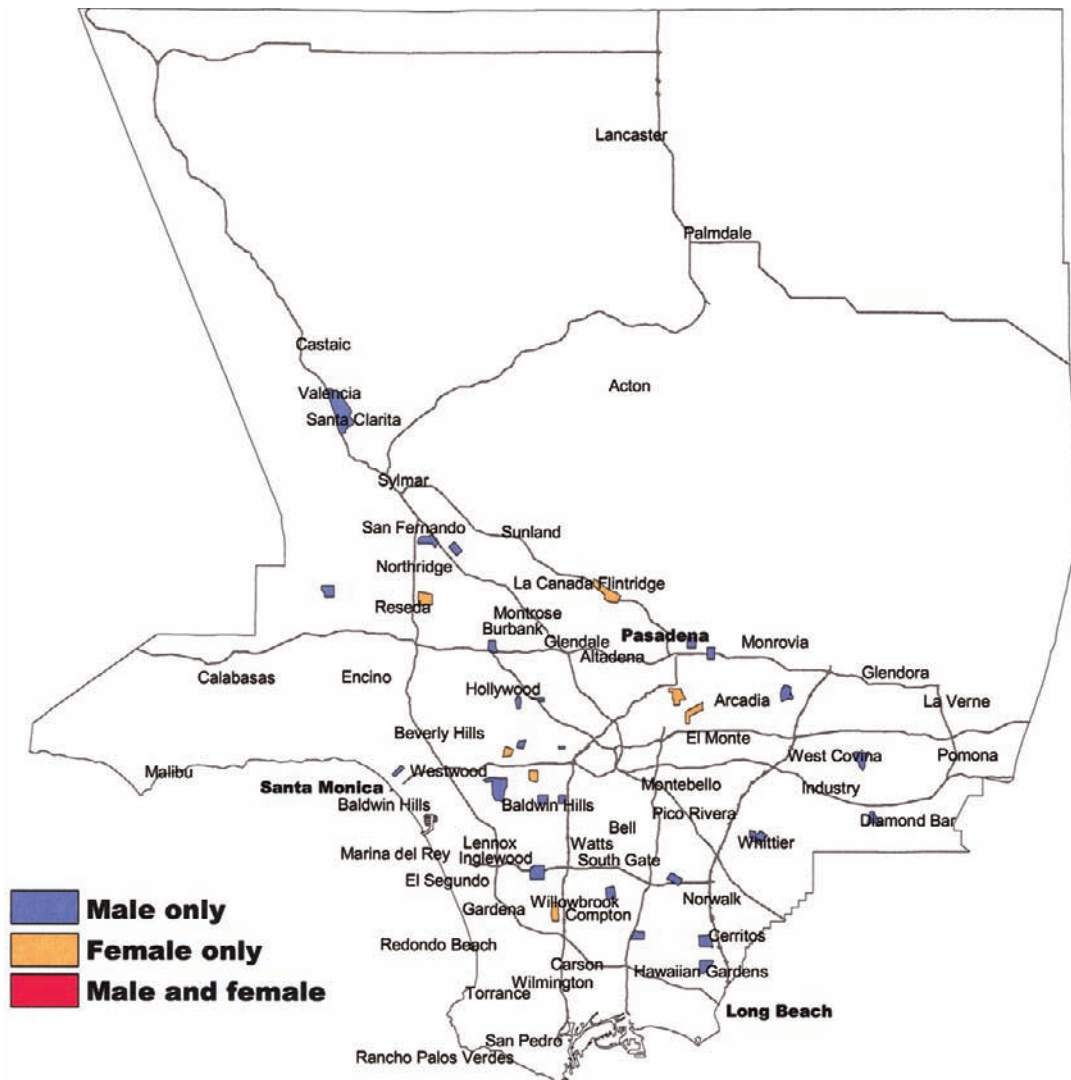 Lancaster
Palmdale
Castaic
Acton
Valencia
Santa Clarita
Sylmar
San Fernando
Sunland
Northridge
La Canada Flintridge
Reseda
Montrose
Burbank
Glendale
Pasadena
Monrovia
Altadena
Calabasas
Encino
Glendora
Hollywood
Arcadia
La Verne
Beverly Hills
El Monte
West Covina
Pomona
Malibu
Westwood
Santa Monica
Montebello
Industry
Baldwin Hills
Baldwin Hills
Pico Rivera
Diamond Bar
Bell
Lennox
Watts
Whittier
Marina del Rey
Inglewood
South Gate
El Segundo
Willowbrook
Norwalk
Gardena
Compton
Male only
Redondo Beach
Cerritos
Female only
Carson
Hawaiian Gardens
Male and female
Wilmington
Torrance
Long Beach
San Pedro
Rancho Palos Verdes